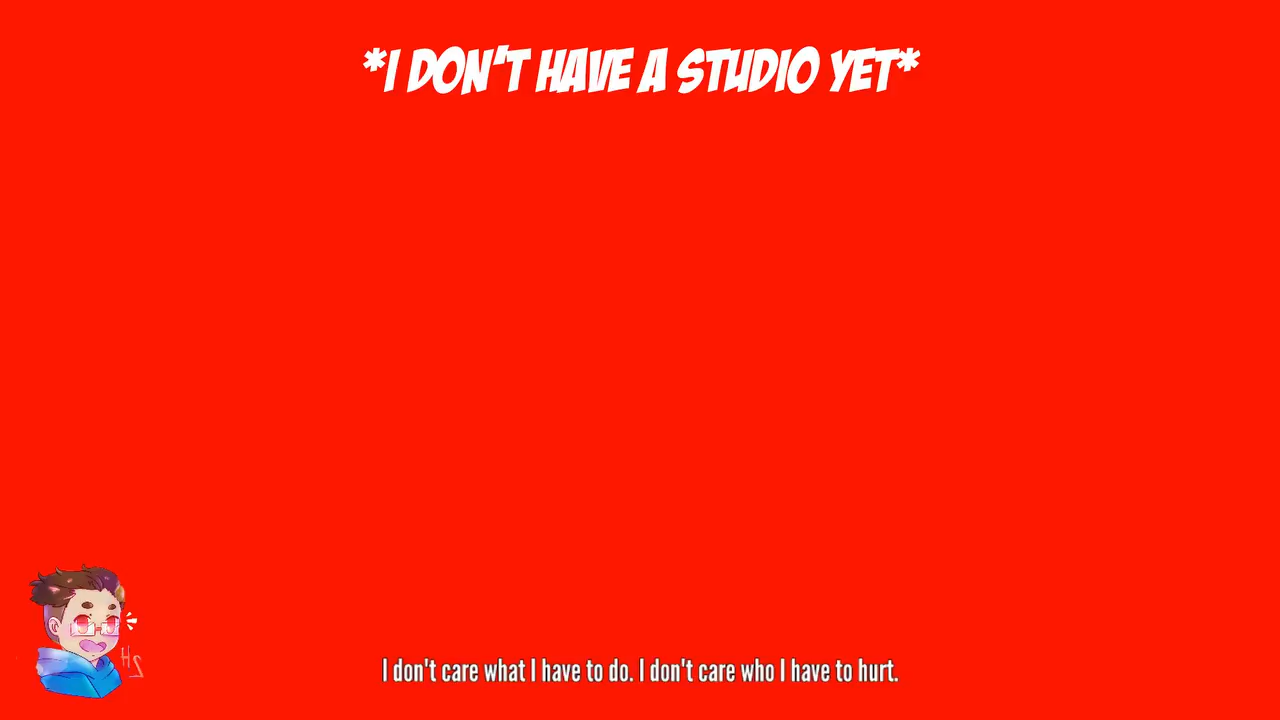 *I DON'T HAVE A STUDIO YET*
I don't care what I have to do. I don't care who I have to hurt.